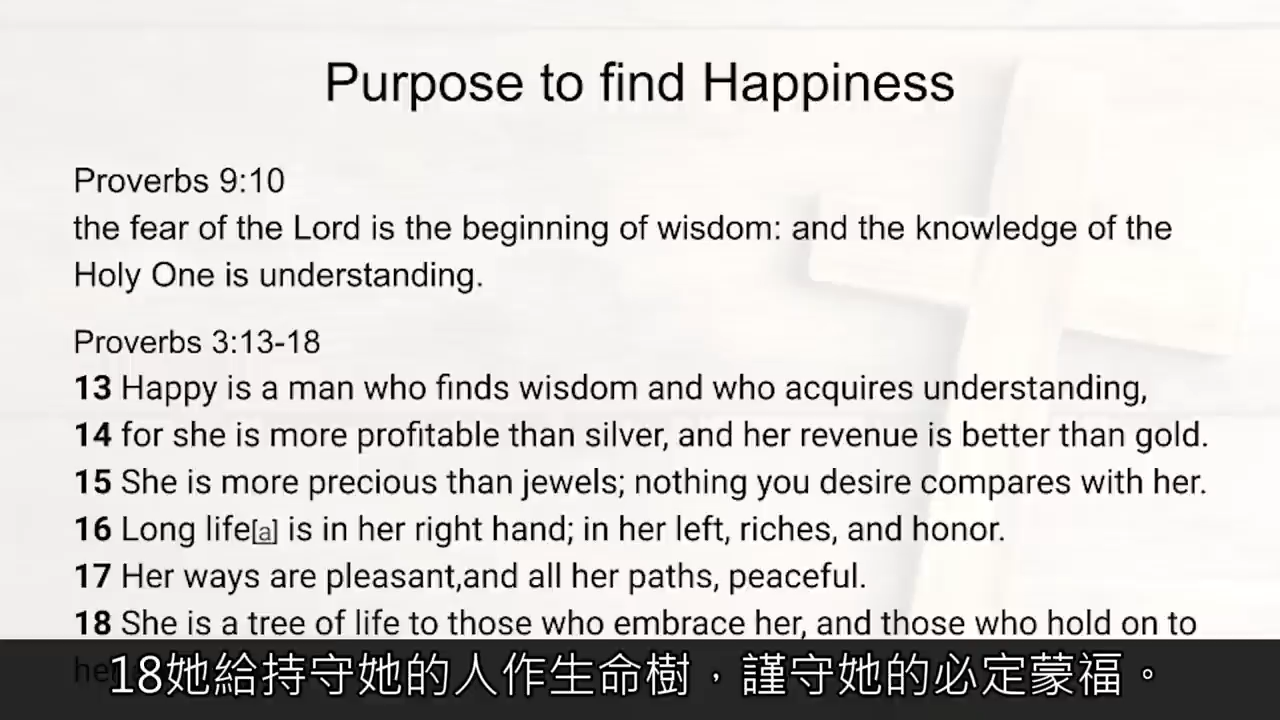 Purpose to find Happiness
Proverbs 9:10
the fear of the Lord is the beginning of wisdom: and the knowledge of the
Holy One is understanding.
Proverbs 3:13-18
13 Happy is a man who finds wisdom and who acquires understanding,
14 for she is more profitable than silver, and her revenue is better than gold.
15 She is more precious than jewels; nothing you desire compares with her.
16 Long life[a] is in her right hand; in her left, riches, and honor.
17 Her ways are pleasant,and all her paths, peaceful.
18 She is a tree of life to those who embrace her, and those who hold on to
18她給持守她的人作生命樹，謹守她的必定蒙福。